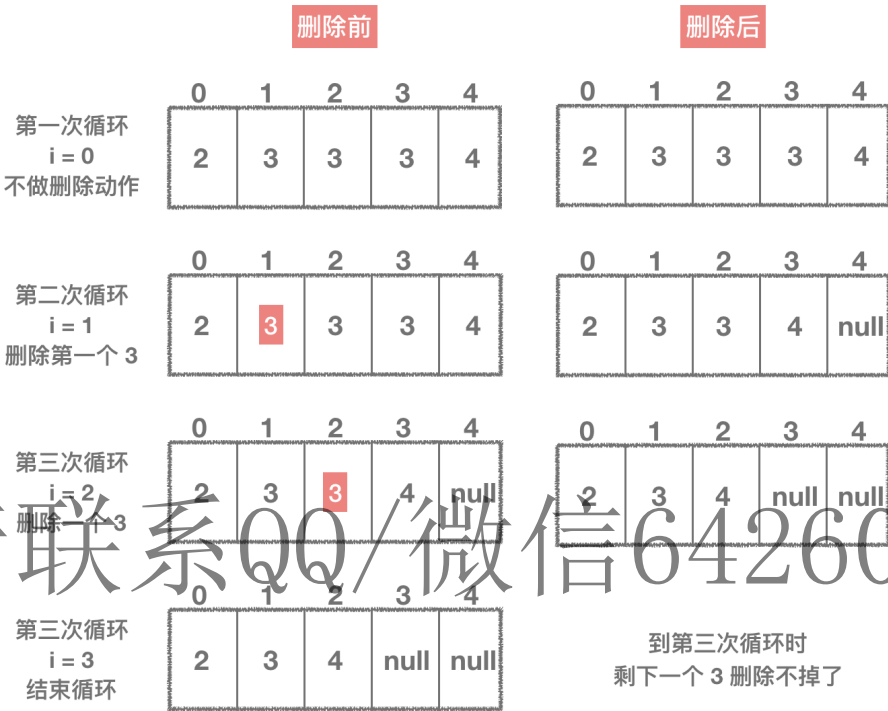 删除前
删除后
0 1 2 3 4
0 1 2 3 4
第一次循环
i = 0
不做删除动作
2 3 3 3 4
2 3 3 3 4
0 1 2 3 4
0 1 2 3 4
第二次循环
i = 1
删除第一个 3
2 3 3 3 4
2 3 3 4 null
0 1 2 3 4
0 1 2 3 4
第三次循环
i = 2
删除一个 3
2 3 3 4 null
2 3 4 null null
联系QQ/微信64260
0 1 2 3 4
第三次循环
i = 3
结束循环
2 3 4 null null
到第三次循环时
剩下一个 3 删除不掉了